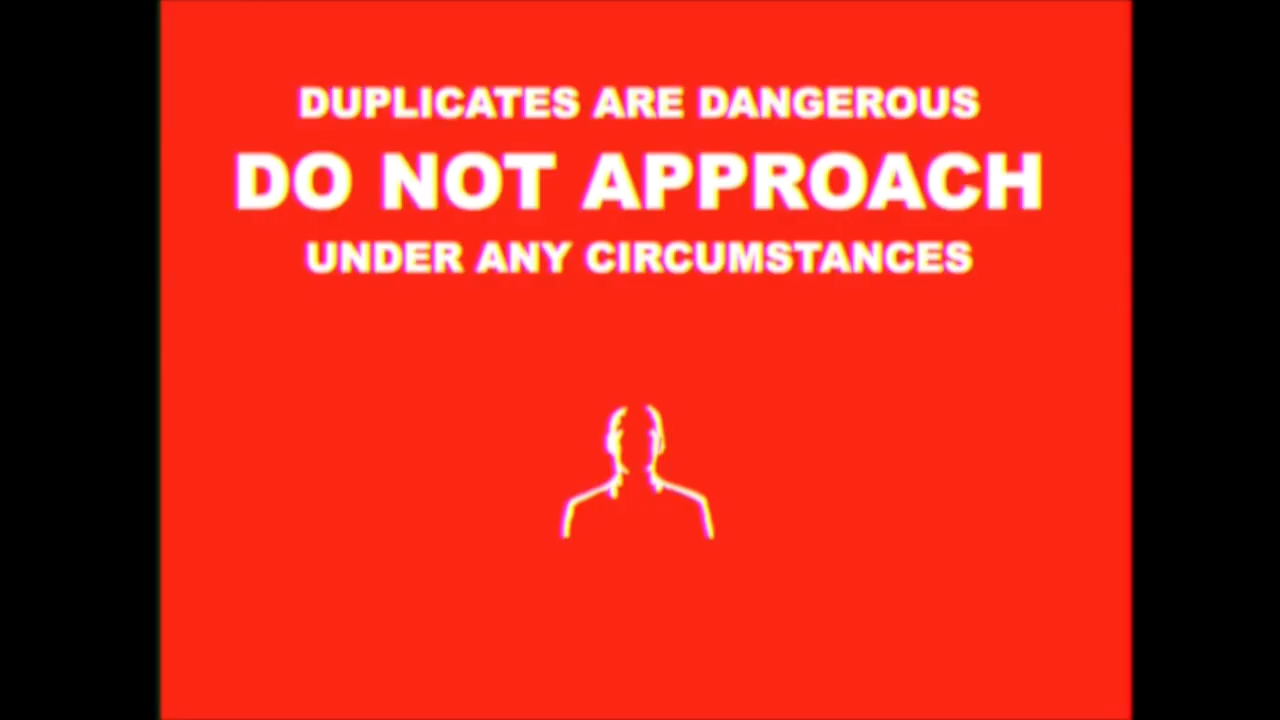 DUPLICATES ARE DANGEROUS
DO NOT APPROACH
UNDER ANY CIRCUMSTANCES